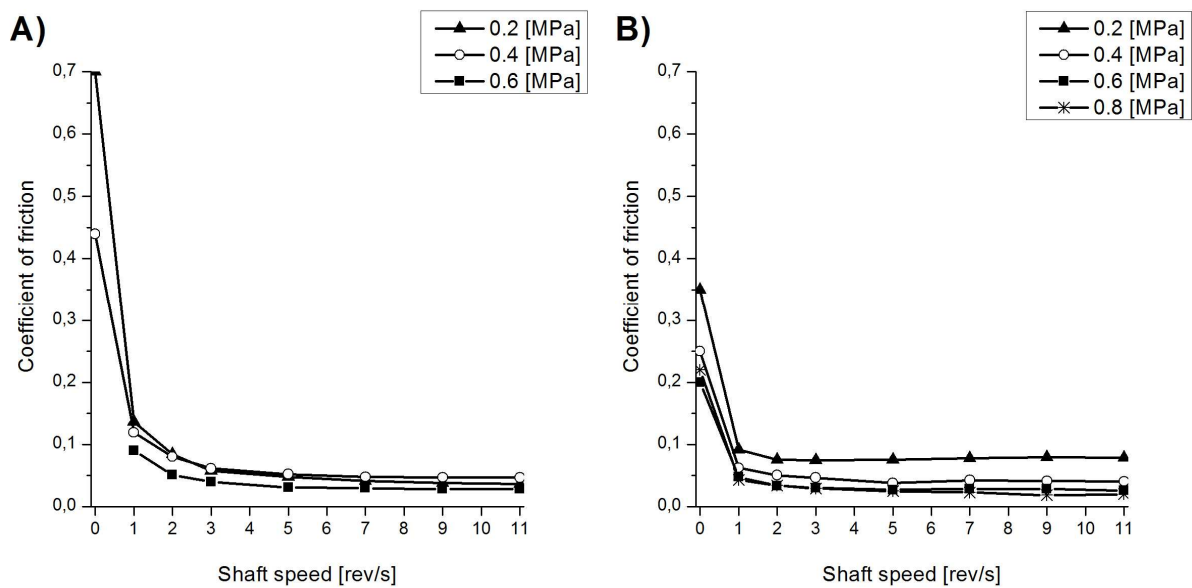 A)
0.2 [MPa]
0.4 [MPa]
0.6 [MPa]
0,7
0,6
0,5
0,4
0,3
0,2
0,1
0,0
Coefficient of friction
0 1 2 3 4 5 6 7 8 9 10 11
Shaft speed [rev/s]
B)
0.2 [MPa]
0.4 [MPa]
0.6 [MPa]
0.8 [MPa]
0,7
0,6
0,5
0,4
0,3
0,2
0,1
0,0
Coefficient of friction
0 1 2 3 4 5 6 7 8 9 10 11
Shaft speed [rev/s]